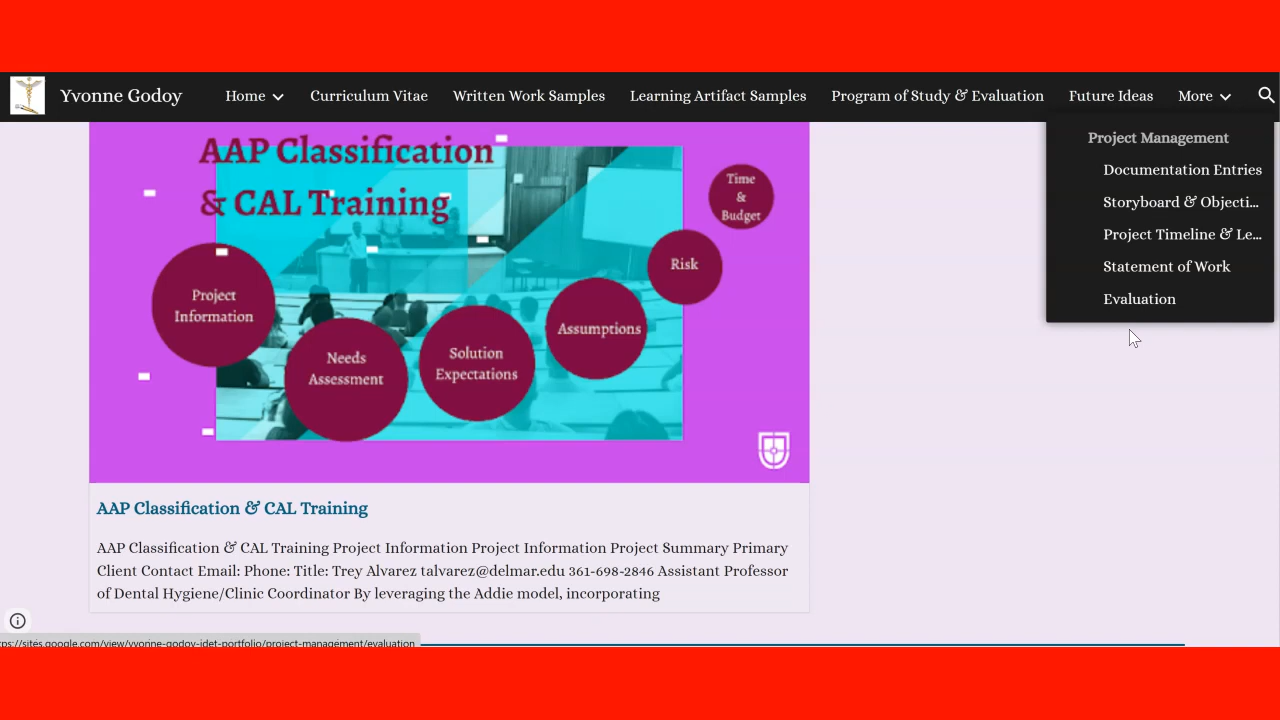 Yvonne Godoy
Home
Curriculum Vitae
Written Work Samples
Learning Artifact Samples
Program of Study & Evaluation
Future Ideas
More
Project Management
Documentation Entries
Storyboard & Objecti...
Project Timeline & Le...
Statement of Work
Evaluation
AAP Classification
& CAL Training
Time
&
Budget
Risk
Project
Information
Assumptions
Needs
Assessment
Solution
Expectations
AAP Classification & CAL Training
AAP Classification & CAL Training Project Information Project Information Project Summary Primary
Client Contact Email: Phone: Title: Trey Alvarez talvarez@delmar.edu 361-698-2846 Assistant Professor
of Dental Hygiene/Clinic Coordinator By leveraging the Addie model, incorporating
ps://sites.google.com/view/yvonne-godoy-idet-portfolio/project-management/evaluation